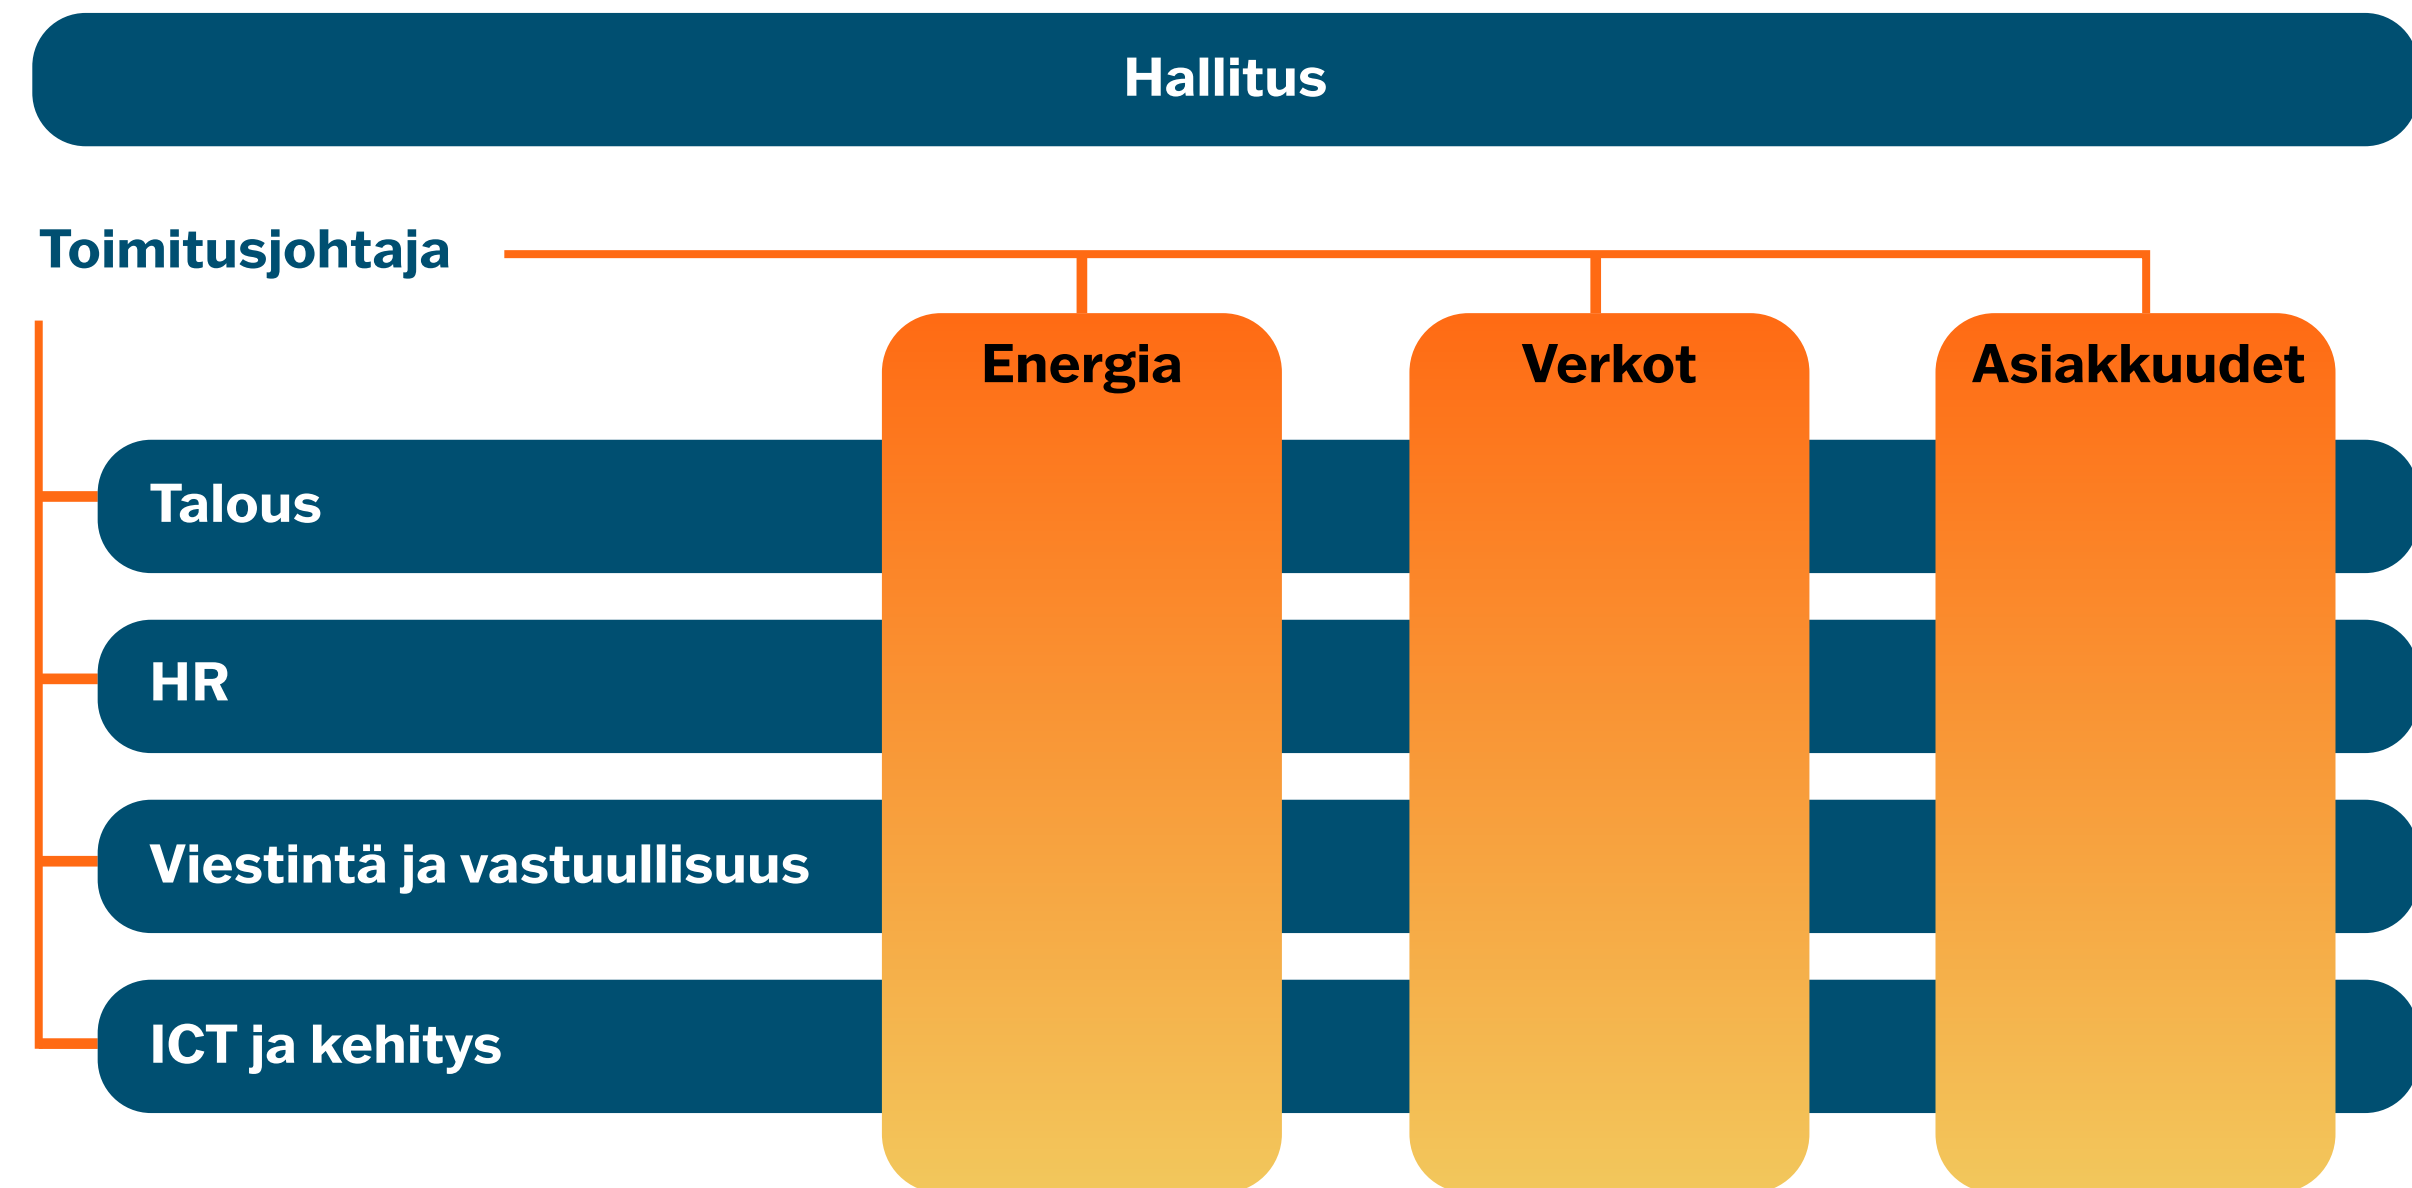 Hallitus
Toimitusjohtaja
Energia
Verkot
Asiakkuudet
Talous
HR
Viestintä ja vastuullisuus
ICT ja kehitys